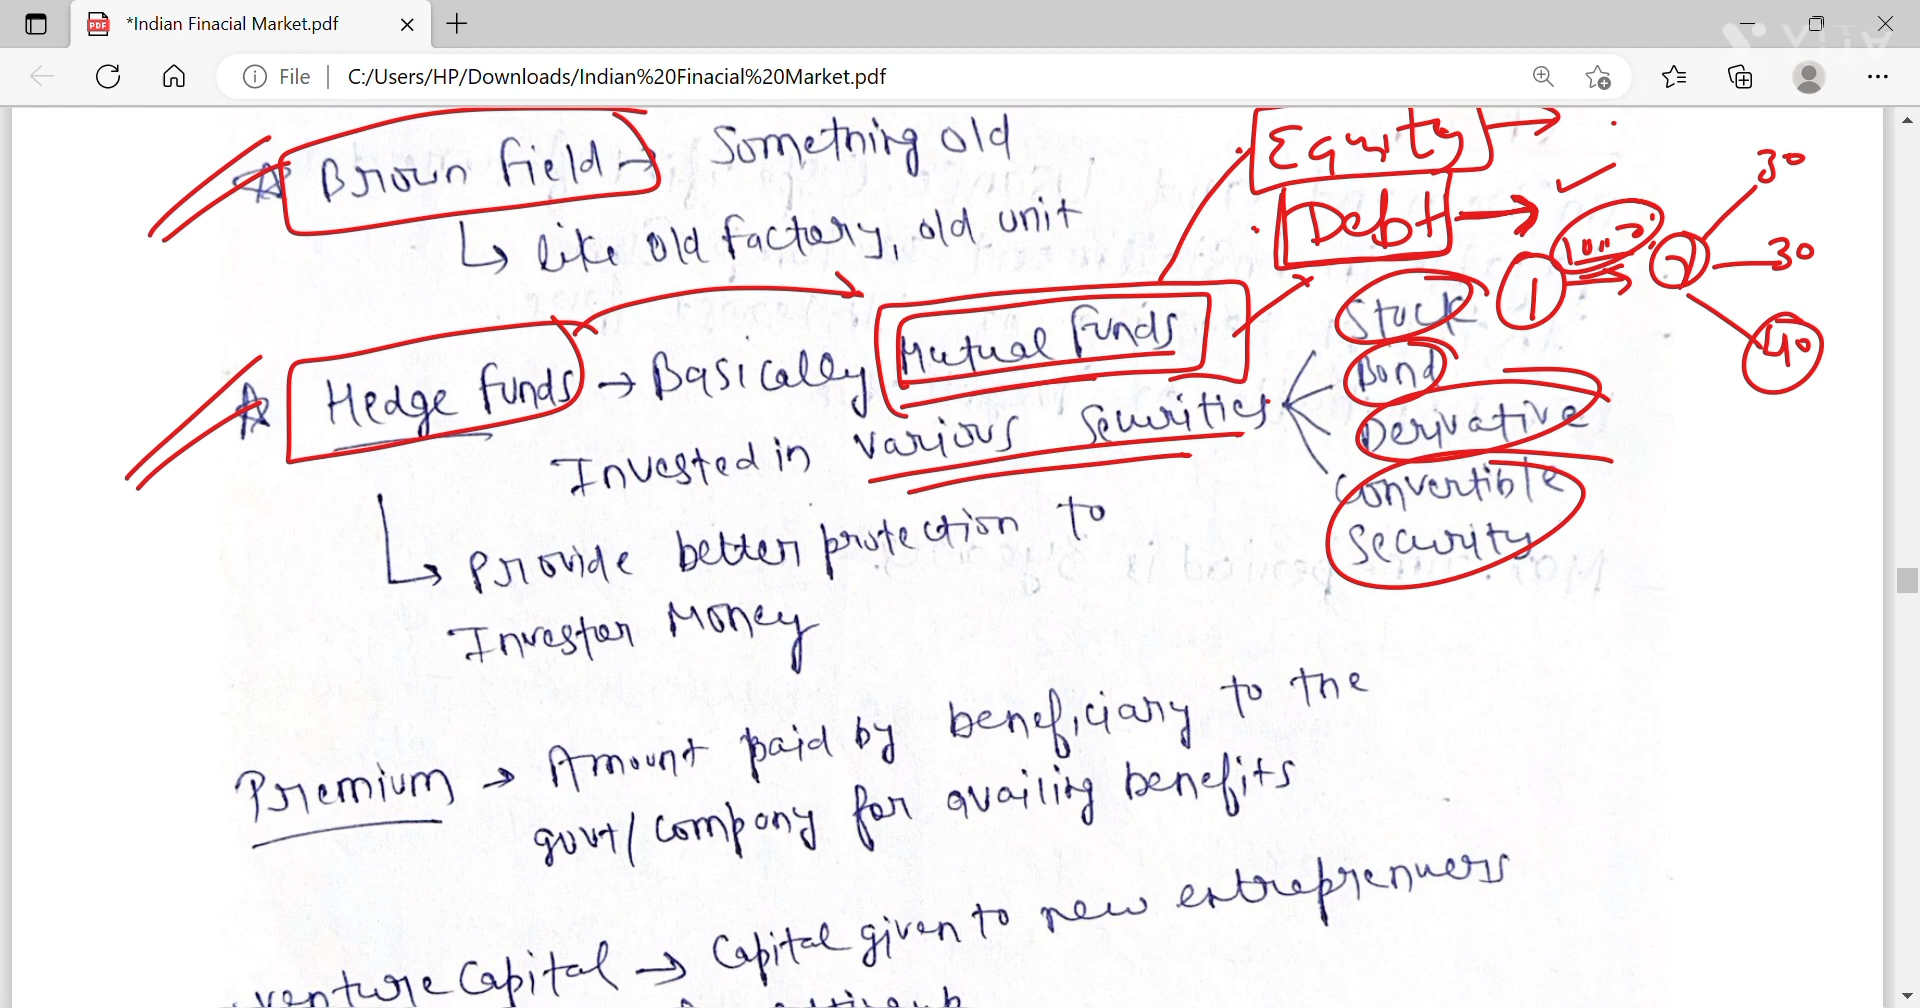 *Indian Finacial Market.pdf
File
C:/Users/HP/Downloads/Indian%20Finacial%20Market.pdf
VITA
Brown Field → Something old
↳ like old factory, old unit
Equity →
Debt →
1
2
30
30
40
Hedge Funds → Basically Mutual Funds
Invested in various Securities
Stock
Bond
Derivative
Convertible
Security
↳ Provide better protection to
Investor Money
Premium → Amount paid by beneficiary to the
govt/company for availing benefits
Venture Capital → Capital given to new entreprenuers